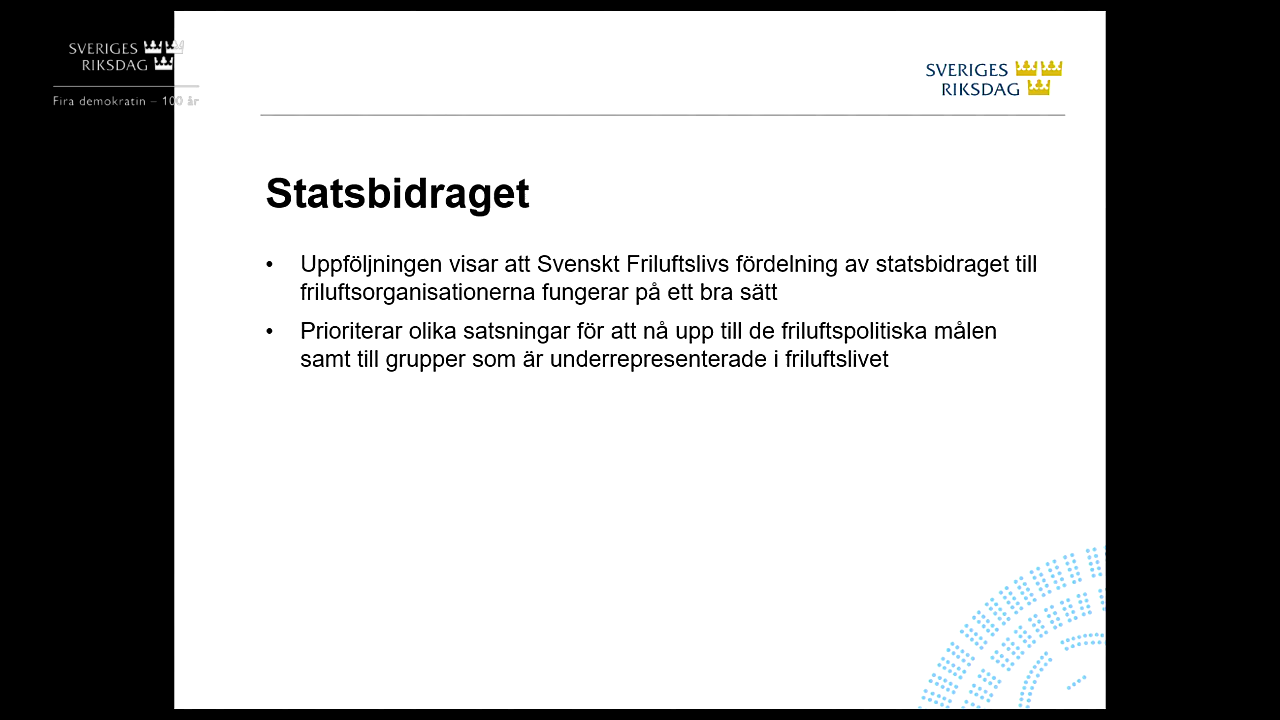 SVERIGES
RIKSDAG
Fira demokratin – 100 år
SVERIGES
RIKSDAG
Statsbidraget
• Uppföljningen visar att Svenskt Friluftslivs fördelning av statsbidraget till
friluftsorganisationerna fungerar på ett bra sätt
• Prioriterar olika satsningar för att nå upp till de friluftspolitiska målen
samt till grupper som är underrepresenterade i friluftslivet